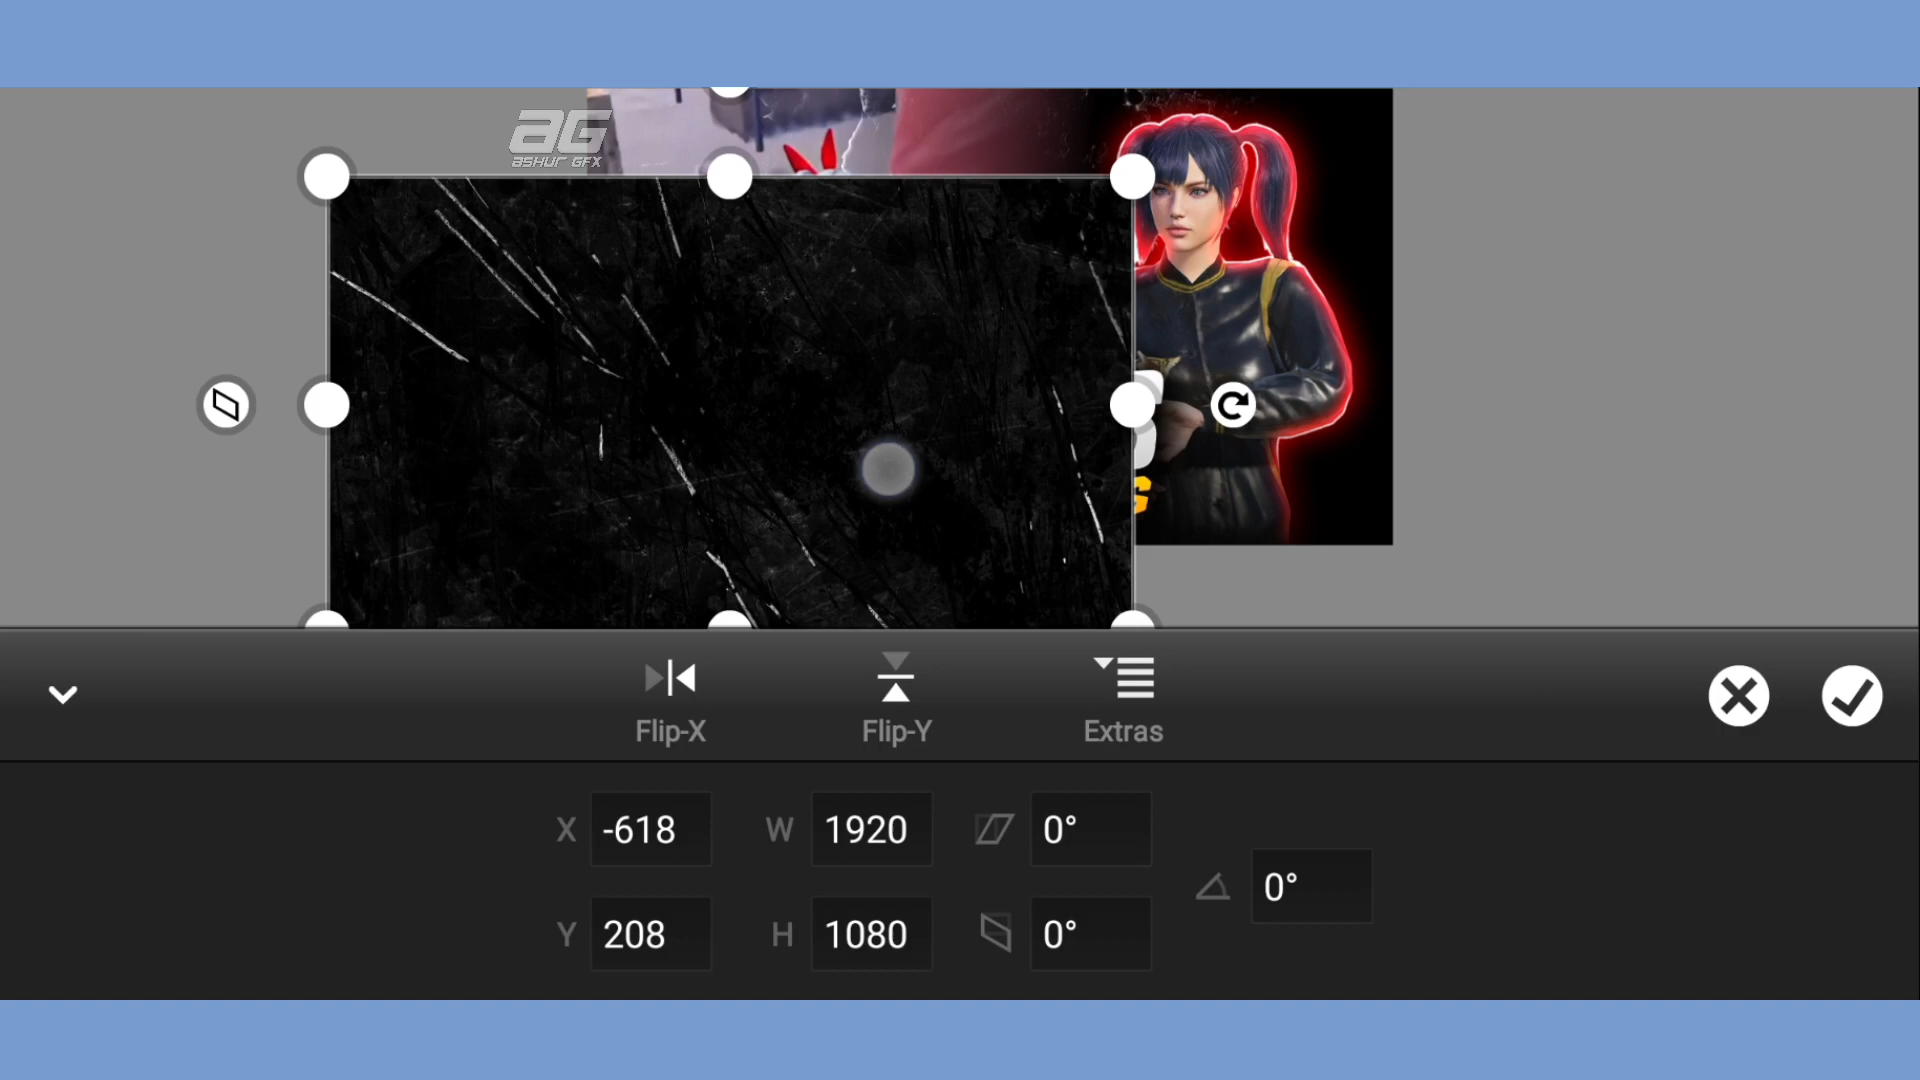 AG
ASHUR GFX
S
Flip-X
Flip-Y
Extras
X -618 W 1920 0° 0°
Y 208 H 1080 0°